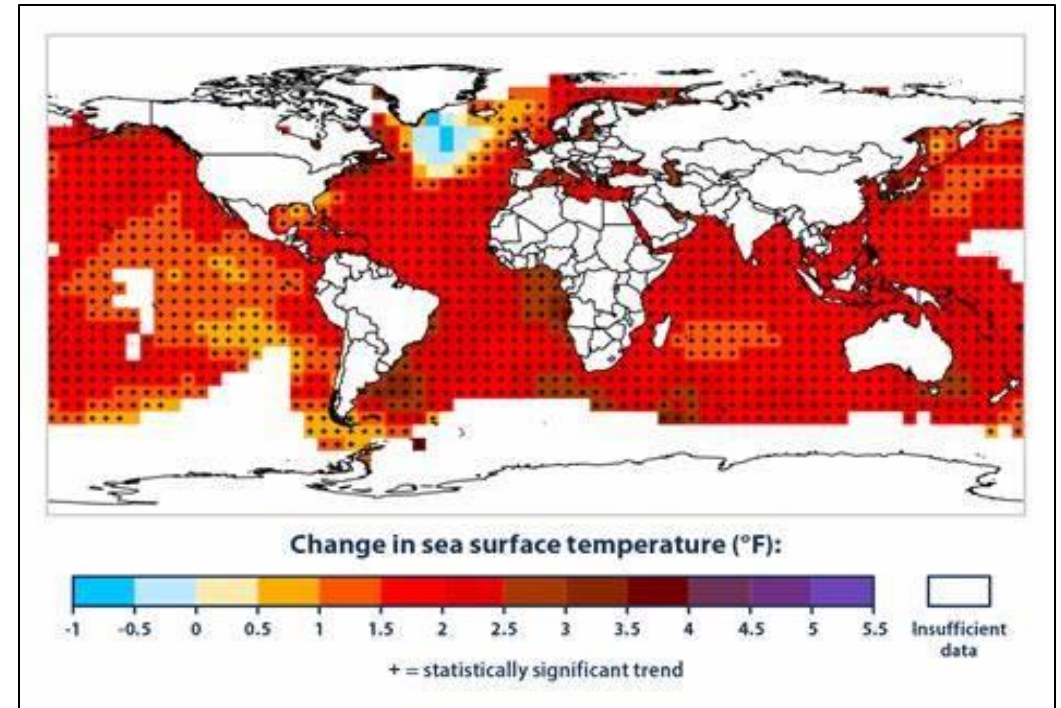 Change in sea surface temperature (°F):
-1 -0.5 0 0.5 1 1.5 2 2.5 3 3.5 4 4.5 5 5.5
Insufficient
data
+ = statistically significant trend